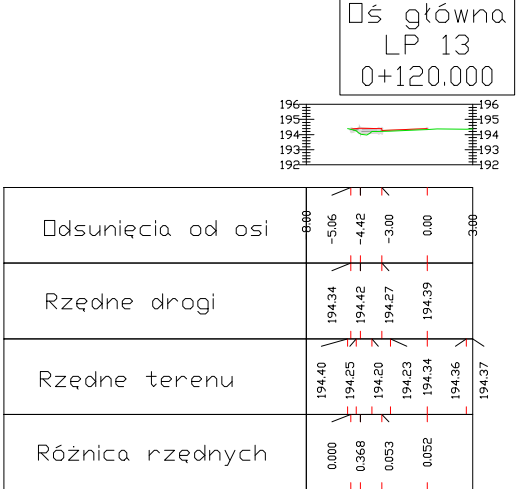 Oś główna
LP 13
0+120.000
196 196
195 195
194 194
193 193
192 192
Odsunięcia od osi 8.00 -5.06 -4.42 -3.00 0.00 3.00
Rzędne drogi 194.34 194.42 194.27 194.39
Rzędne terenu 194.40 194.25 194.20 194.23 194.34 194.36 194.37
Różnica rzędnych 0.000 0.368 0.053 0.052